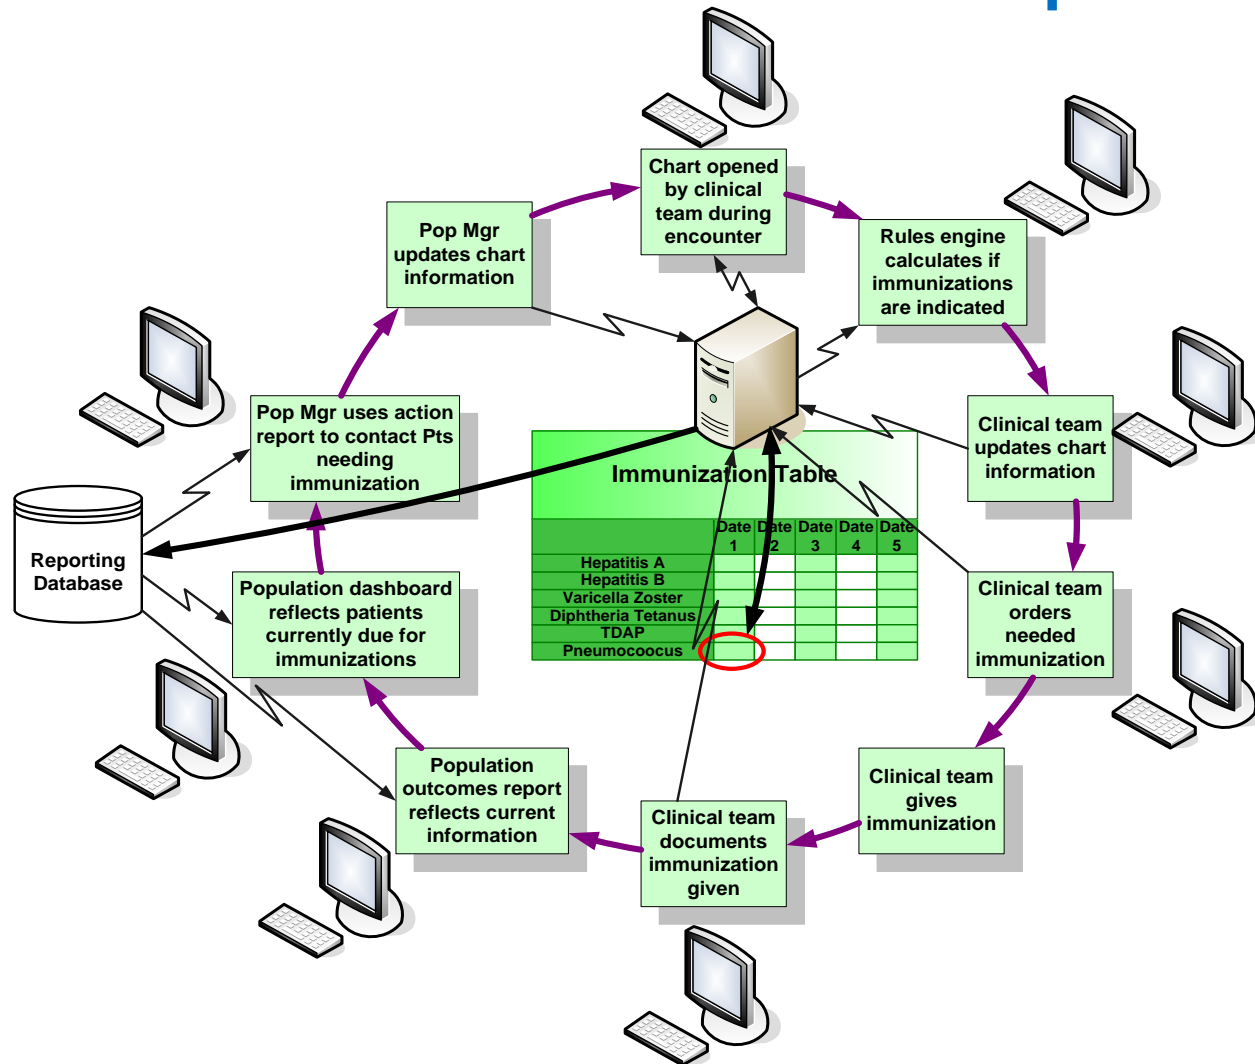 Chart opened
by clinical
team during
encounter
Rules engine
calculates if
immunizations
are indicated
Clinical team
updates chart
information
Clinical team
orders
needed
immunization
Clinical team
gives
immunization
Clinical team
documents
immunization
given
Population
outcomes report
reflects current
information
Population dashboard
reflects patients
currently due for
immunizations
Pop Mgr uses action
report to contact Pts
needing
immunization
Pop Mgr
updates chart
information
Reporting
Database
Immunization Table
Date 1 Date 2 Date 3 Date 4 Date 5
Hepatitis A
Hepatitis B
Varicella Zoster
Diphtheria Tetanus
TDAP
Pneumocoocus